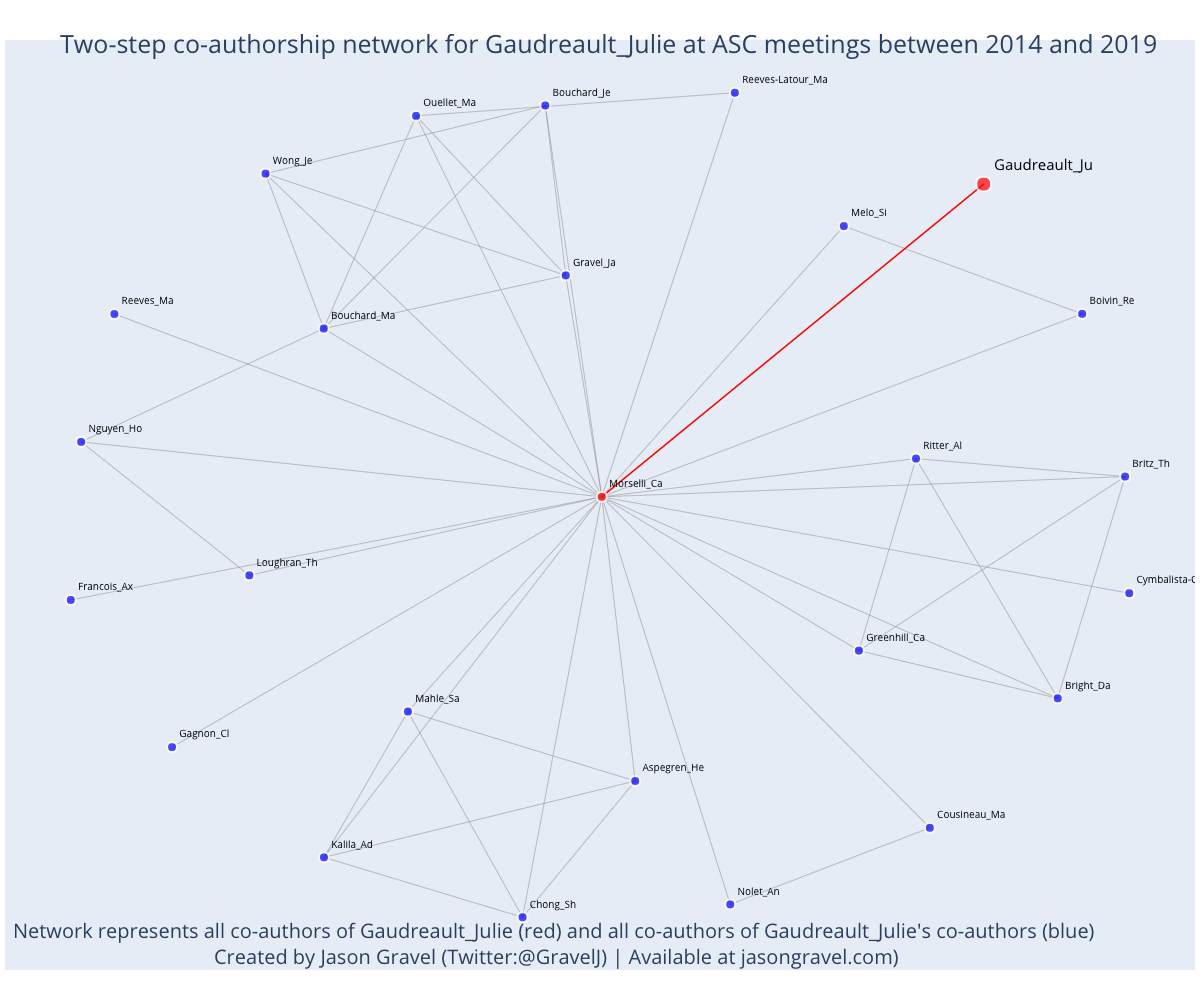 Two-step co-authorship network for Gaudreault_Julie at ASC meetings between 2014 and 2019
Reeves-Latour_Ma
Bouchard_Je
Ouellet_Ma
Wong_Je
Gaudreault_Ju
Melo_Si
Gravel_Ja
Reeves_Ma
Boivin_Re
Bouchard_Ma
Nguyen_Ho
Ritter_Al
Britz_Th
Morselli_Ca
Loughran_Th
Francois_Ax
Cymbalista-C
Greenhill_Ca
Bright_Da
Mahle_Sa
Gagnon_Cl
Aspegren_He
Cousineau_Ma
Kalila_Ad
Nolet_An
Chong_Sh
Network represents all co-authors of Gaudreault_Julie (red) and all co-authors of Gaudreault_Julie's co-authors (blue)
Created by Jason Gravel (Twitter:@GravelJ) | Available at jasongravel.com)